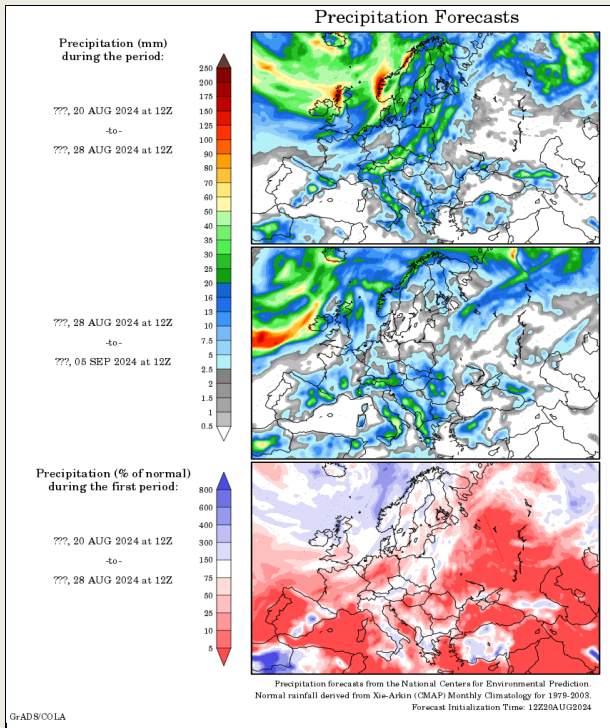 Precipitation Forecasts
Precipitation (mm)
during the period:
???, 20 AUG 2024 at 12Z
-to-
???, 28 AUG 2024 at 12Z
250
200
175
150
125
100
90
80
70
60
50
40
35
30
25
20
16
13
10
7.5
5
2.5
2
1.5
1
0.5
???, 28 AUG 2024 at 12Z
-to-
???, 05 SEP 2024 at 12Z
Precipitation (% of normal)
during the first period:
???, 20 AUG 2024 at 12Z
-to-
???, 28 AUG 2024 at 12Z
800
600
400
300
150
75
50
25
10
5
Precipitation forecasts from the National Centers for Environmental Prediction.
Normal rainfall derived from Xie-Arkin (CMAP) Monthly Climatology for 1979-2003.
Forecast Initialization Time: 12Z20AUG2024
GrADS/COLA